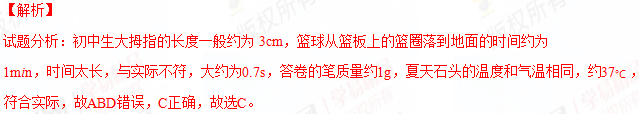 【解析】
试题分析：初中生大拇指的长度一般约为 3cm，篮球从篮板上的篮圈落到地面的时间约为
1min，时间太长，与实际不符，大约为0.7s，答卷的笔质量约1g，夏天石头的温度和气温相同，约37℃，
符合实际，故ABD错误，C正确，故选C。